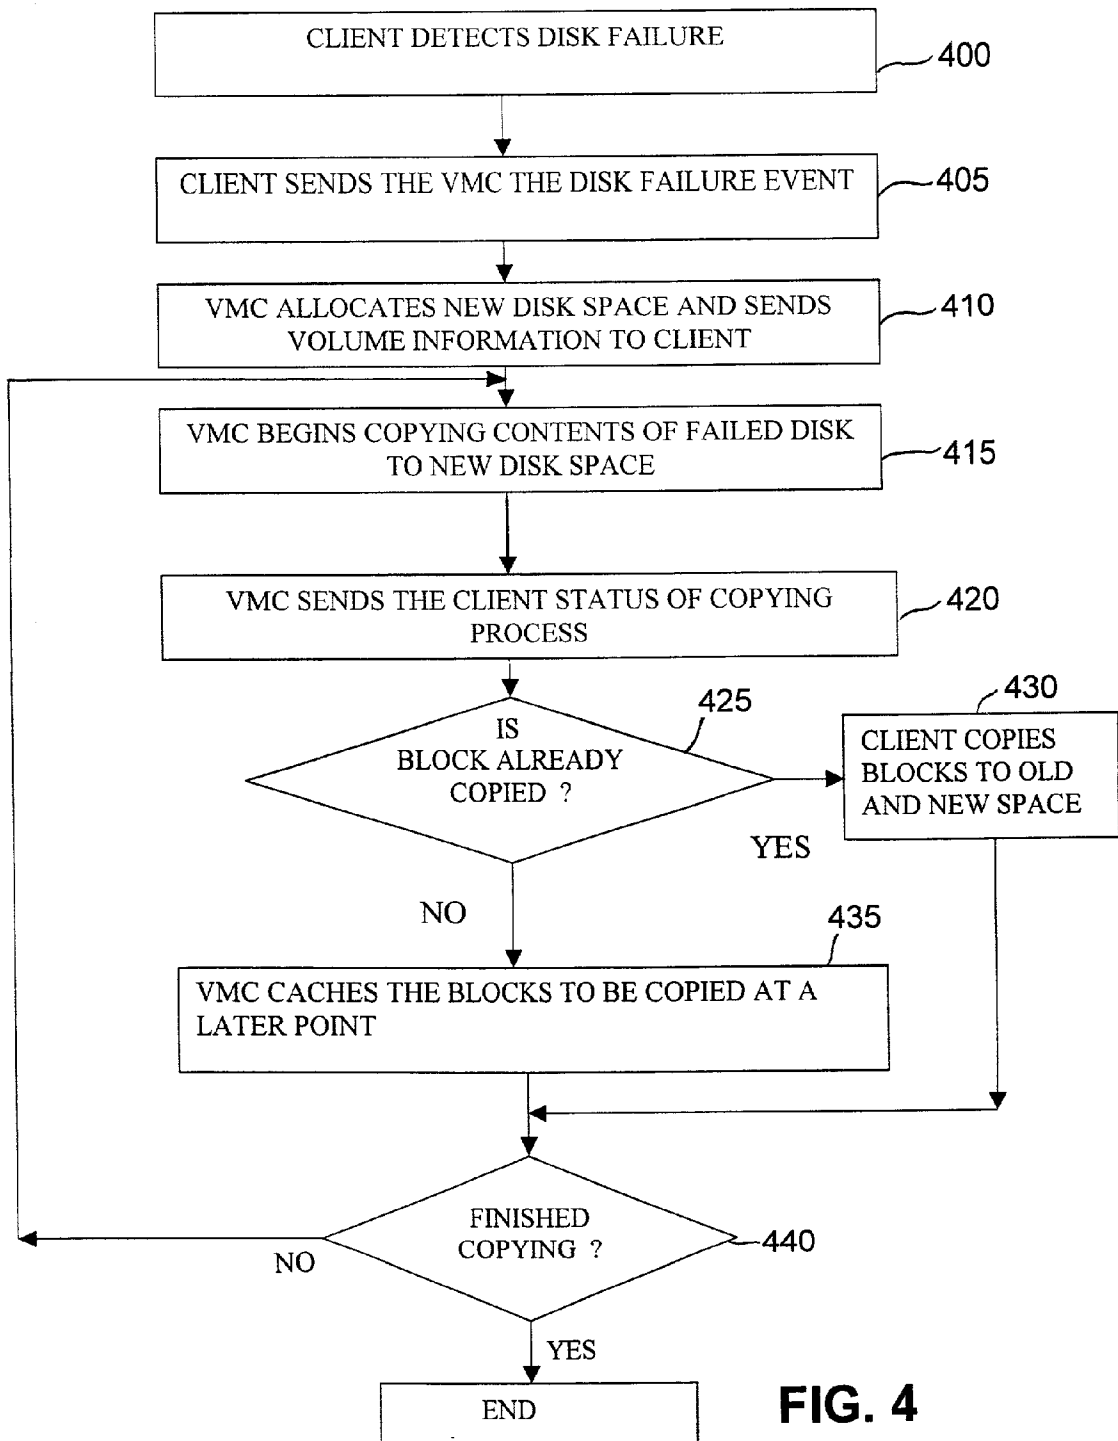 CLIENT DETECTS DISK FAILURE
400
CLIENT SENDS THE VMC THE DISK FAILURE EVENT
405
VMC ALLOCATES NEW DISK SPACE AND SENDS
VOLUME INFORMATION TO CLIENT
410
VMC BEGINS COPYING CONTENTS OF FAILED DISK
TO NEW DISK SPACE
415
VMC SENDS THE CLIENT STATUS OF COPYING
PROCESS
420
IS
BLOCK ALREADY
COPIED ?
425
430
CLIENT COPIES
BLOCKS TO OLD
AND NEW SPACE
YES
NO
435
VMC CACHES THE BLOCKS TO BE COPIED AT A
LATER POINT
FINISHED
COPYING ?
440
NO
YES
END
FIG. 4